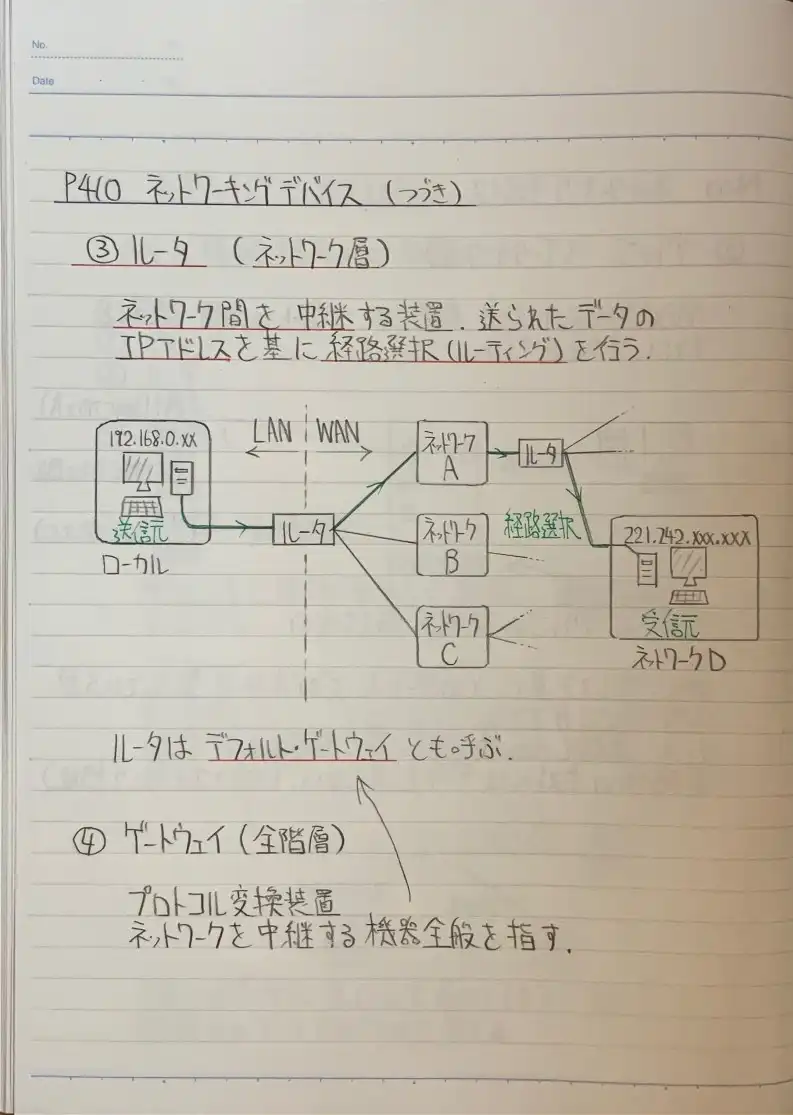 No.
Date
P410 ネットワーキングデバイス（つづき）
③ルータ （ネットワーク層）
ネットワーク間を中継する装置．送られたデータの
IPアドレスを基に経路選択（ルーティング）を行う．
LAN WAN
192.168.0.XX
送信元
ローカル
ルータ
ネットワーク
A
ルータ
ネットワーク
B
経路選択
ネットワーク
C
221.242.xxx.xxx
受信元
ネットワークD
ルータは デフォルト・ゲートウェイ とも呼ぶ．
④ ゲートウェイ（全階層）
プロトコル変換装置
ネットワークを中継する機器全般を指す．